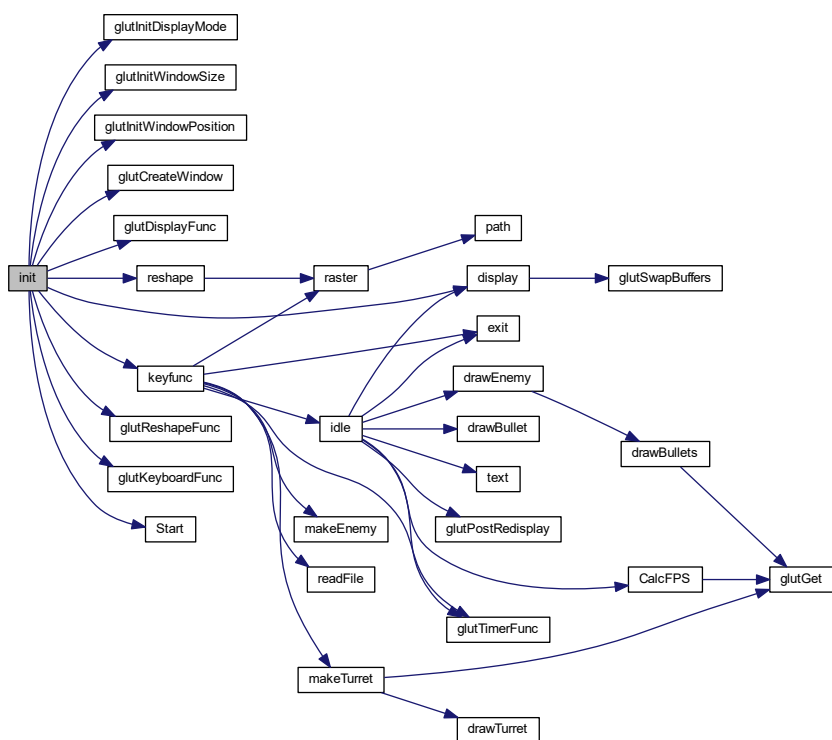 glutInitDisplayMode
glutInitWindowSize
glutInitWindowPosition
glutCreateWindow
glutDisplayFunc
path
init
reshape
raster
display
glutSwapBuffers
exit
keyfunc
drawEnemy
glutReshapeFunc
idle
drawBullet
drawBullets
glutKeyboardFunc
text
Start
makeEnemy
glutPostRedisplay
readFile
CalcFPS
glutGet
glutTimerFunc
makeTurret
drawTurret